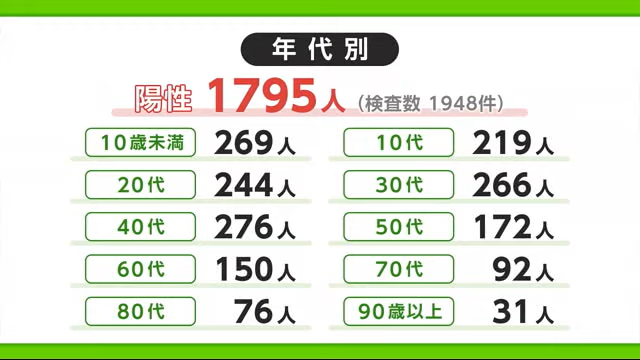 年代別
陽性 1795人（検査数 1948件）
10歳未満 269人 10代 219人
20代 244人 30代 266人
40代 276人 50代 172人
60代 150人 70代 92人
80代 76人 90歳以上 31人